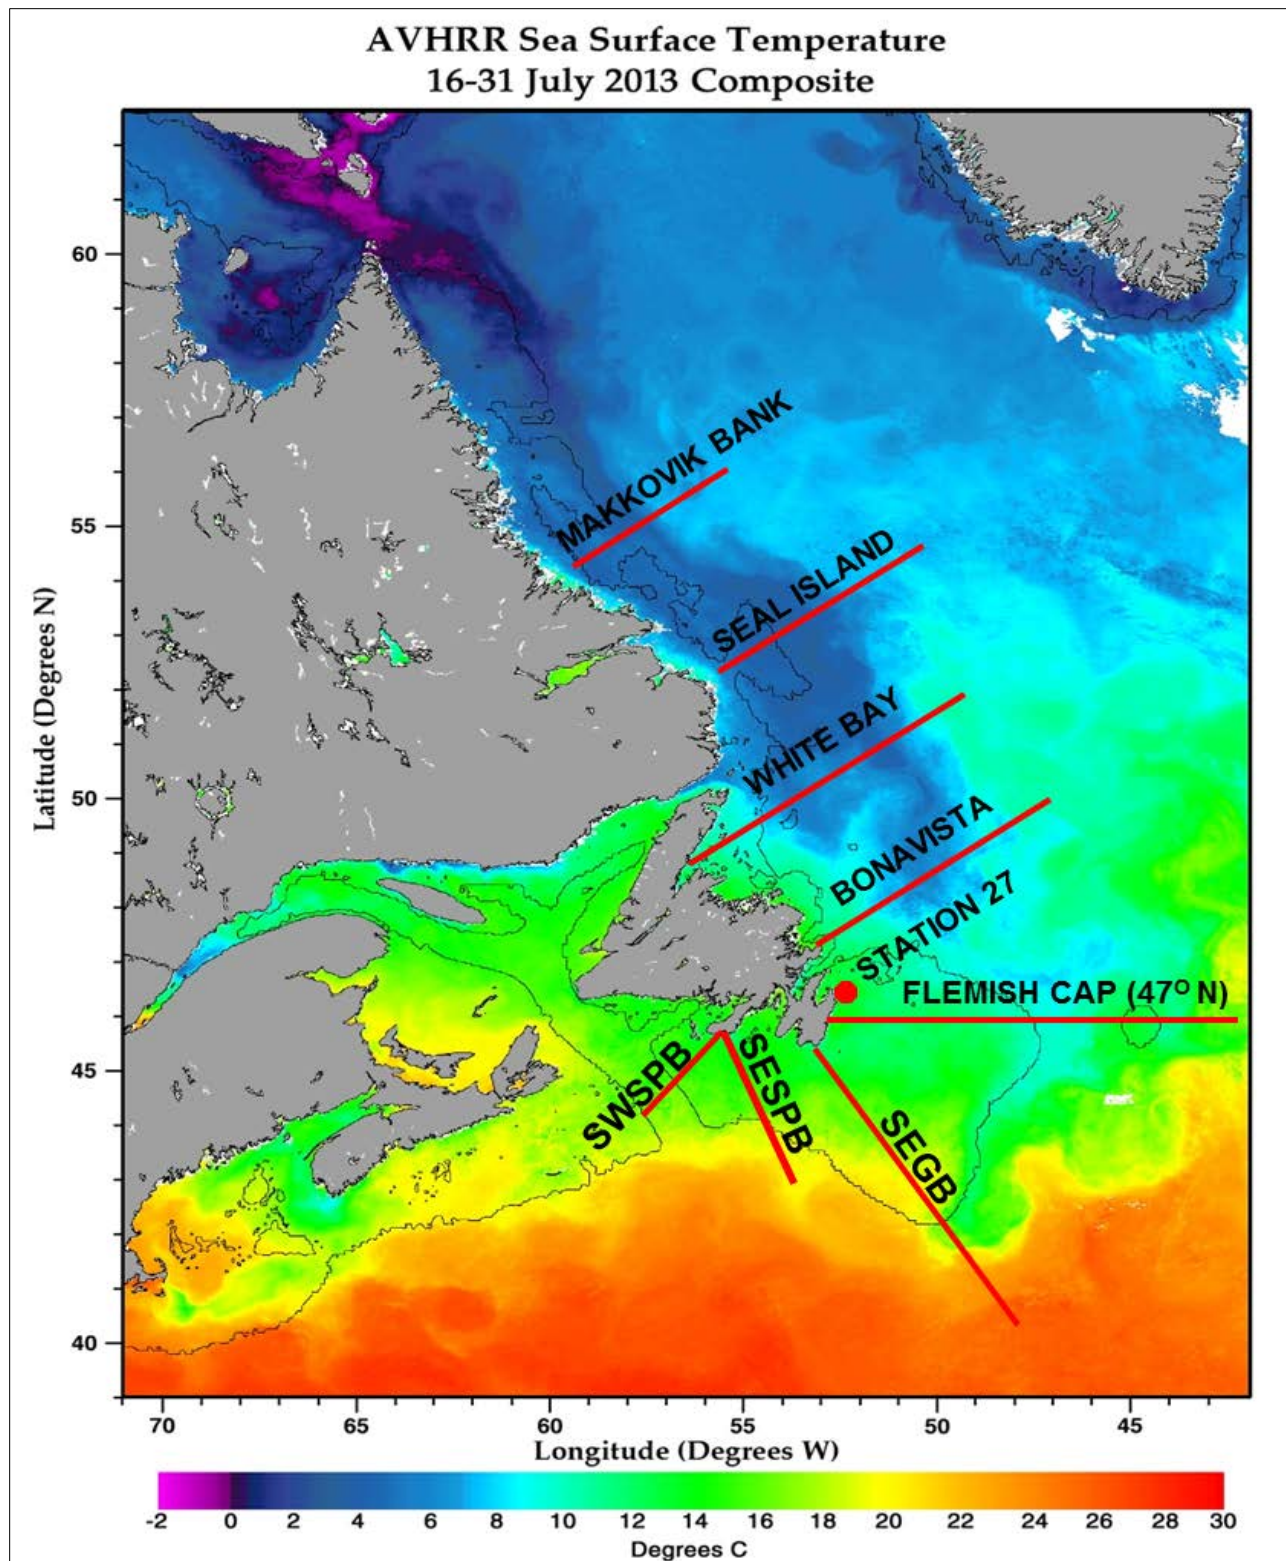 AVHRR Sea Surface Temperature
16-31 July 2013 Composite
60
55
50
45
40
Latitude (Degrees N)
MAKKOVIK BANK
SEAL ISLAND
WHITE BAY
BONAVISTA
STATION 27
FLEMISH CAP (47O N)
SWSPB
SESPB
SEGB
70 65 60 55 50 45
Longitude (Degrees W)
-2 0 2 4 6 8 10 12 14 16 18 20 22 24 26 28 30
Degrees C